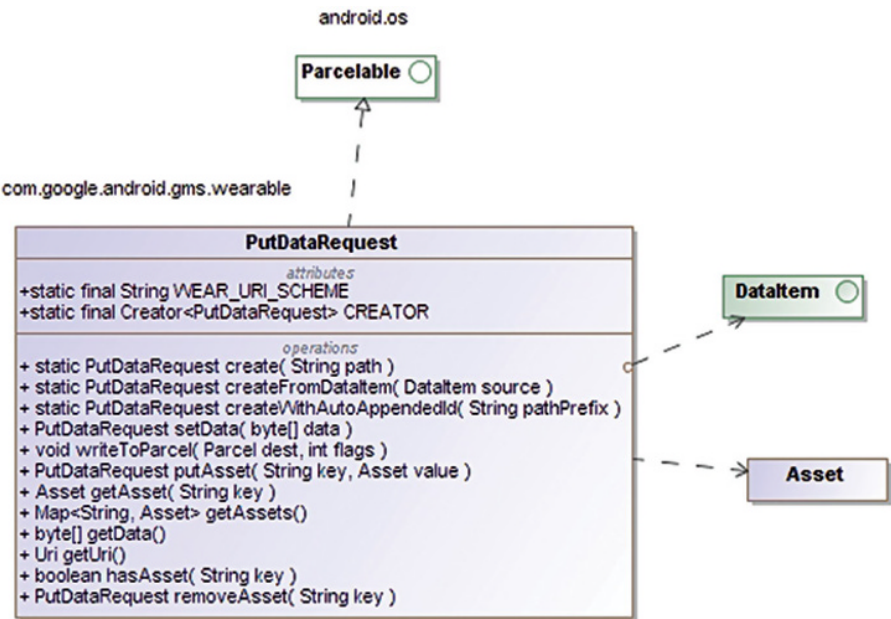 android.os
Parcelable
com.google.android.gms.wearable
PutDataRequest
attributes
+static final String WEAR_URI_SCHEME
+static final Creator<PutDataRequest> CREATOR
operations
+ static PutDataRequest create( String path )
+ static PutDataRequest createFromDataItem( DataItem source )
+ static PutDataRequest createWithAutoAppendedId( String pathPrefix )
+ PutDataRequest setData( byte[] data )
+ void writeToParcel( Parcel dest, int flags )
+ PutDataRequest putAsset( String key, Asset value )
+ Asset getAsset( String key )
+ Map<String, Asset> getAssets()
+ byte[] getData()
+ Uri getUri()
+ boolean hasAsset( String key )
+ PutDataRequest removeAsset( String key )
DataItem
Asset